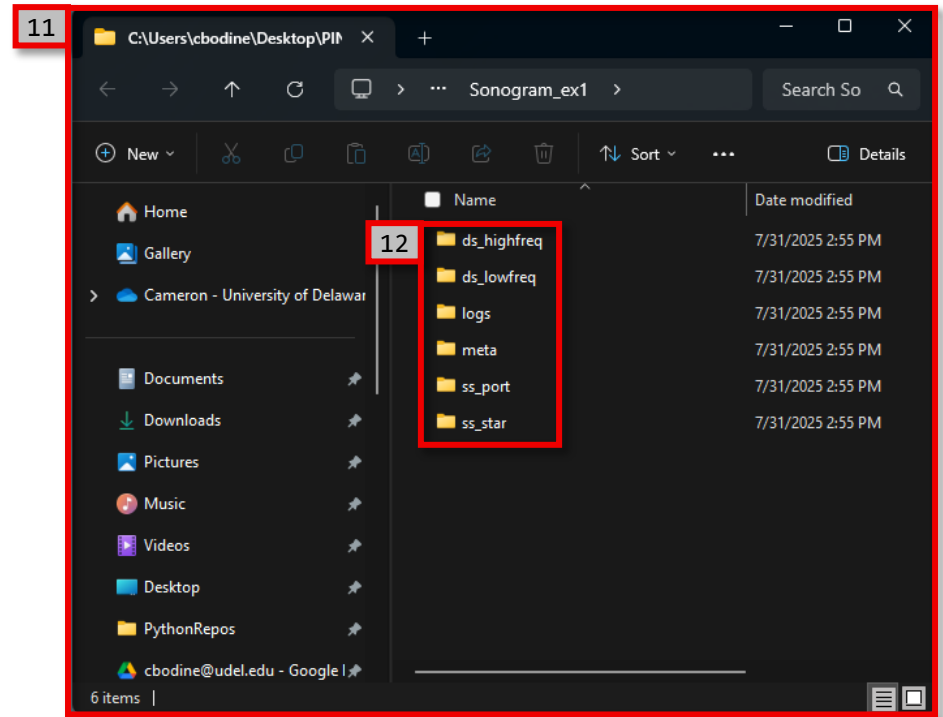 11
C:\Users\cbodine\Desktop\PIN
Sonogram_ex1
Search So
New
Sort
Details
Name
Date modified
Home
Gallery
Cameron - University of Delawar
Documents
Downloads
Pictures
Music
Videos
Desktop
PythonRepos
cbodine@udel.edu - Google
12
ds_highfreq 7/31/2025 2:55 PM
ds_lowfreq 7/31/2025 2:55 PM
logs 7/31/2025 2:55 PM
meta 7/31/2025 2:55 PM
ss_port 7/31/2025 2:55 PM
ss_star 7/31/2025 2:55 PM
6 items